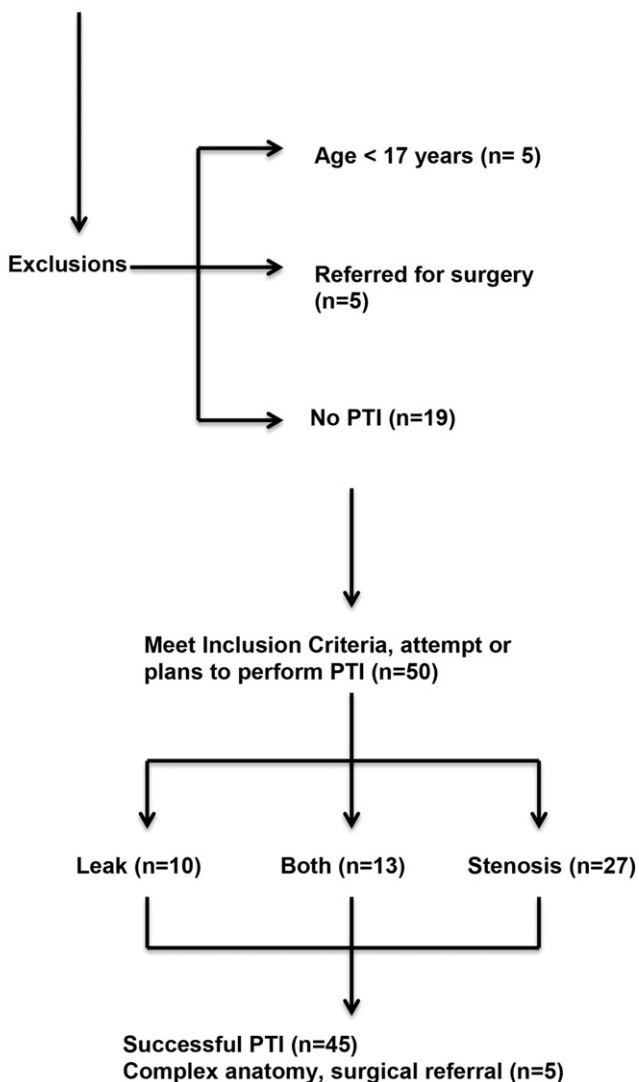 Age < 17 years (n= 5)
Exclusions
Referred for surgery
(n=5)
No PTI (n=19)
Meet Inclusion Criteria, attempt or
plans to perform PTI (n=50)
Leak (n=10)
Both (n=13)
Stenosis (n=27)
Successful PTI (n=45)
Complex anatomy, surgical referral (n=5)